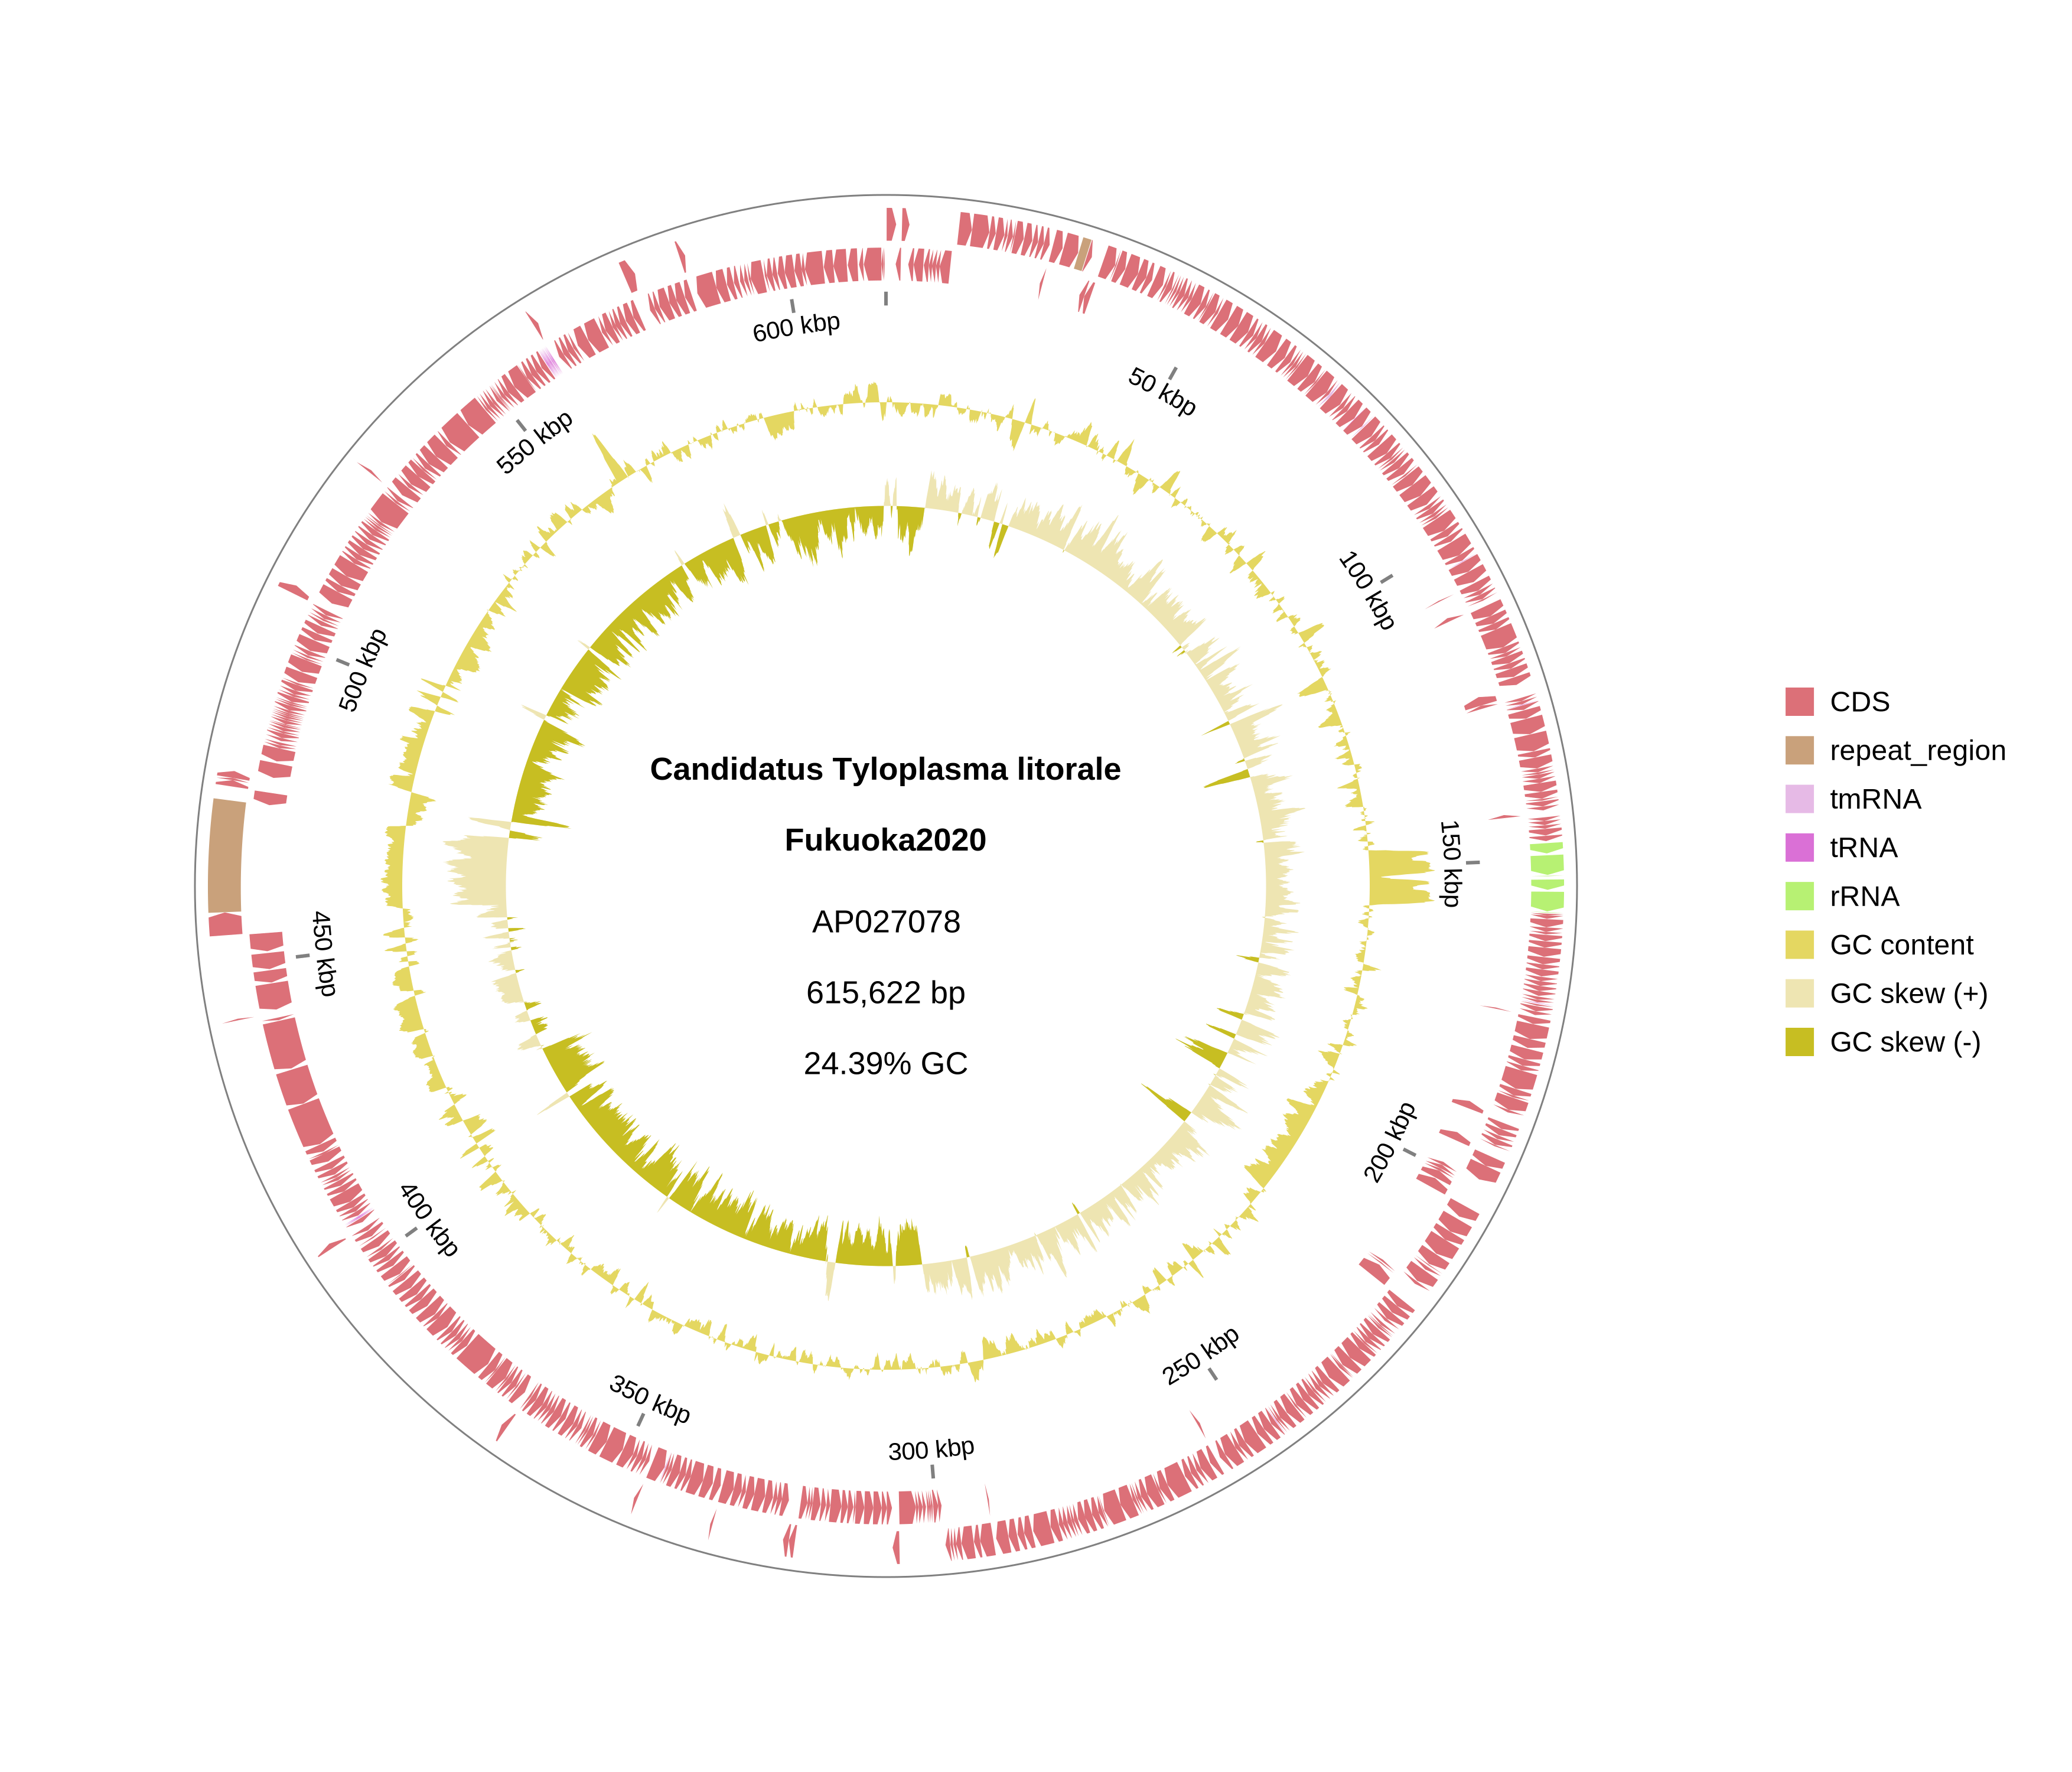 600 kbp
50 kbp
550 kbp
100 kbp
500 kbp
150 kbp
450 kbp
200 kbp
400 kbp
250 kbp
350 kbp
300 kbp
Candidatus Tyloplasma litorale
Fukuoka2020
AP027078
615,622 bp
24.39% GC
CDS
repeat_region
tmRNA
tRNA
rRNA
GC content
GC skew (+)
GC skew (-)